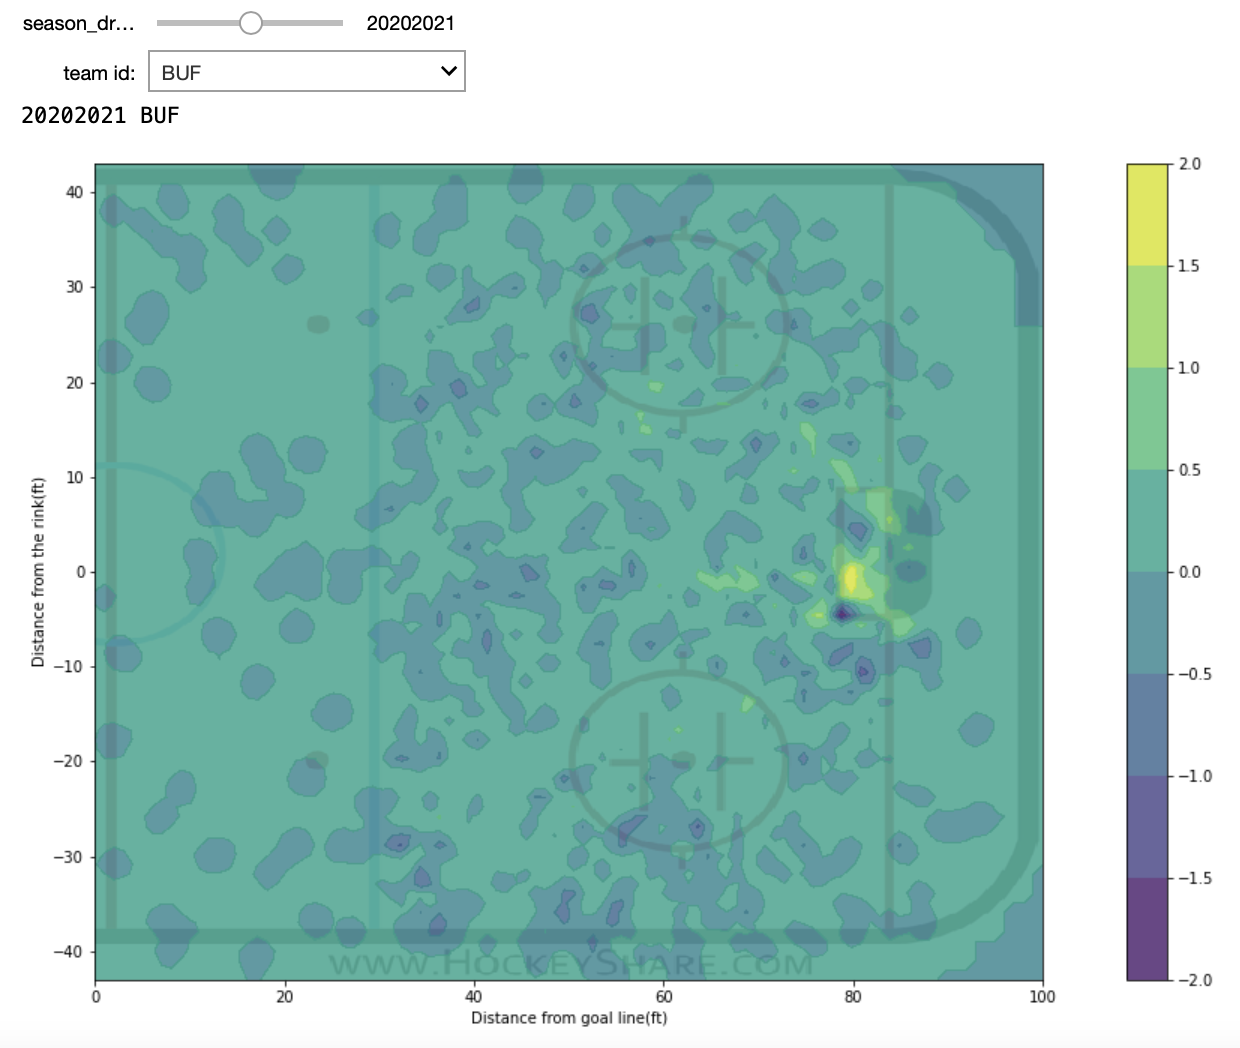 season_dr... 20202021
team id: BUF
20202021 BUF
2.0
1.5
1.0
0.5
0.0
−0.5
−1.0
−1.5
−2.0
40
30
20
10
0
−10
−20
−30
−40
Distance from the rink(ft)
WWW.HOCKEYSHARE.COM
0 20 40 60 80 100
Distance from goal line(ft)